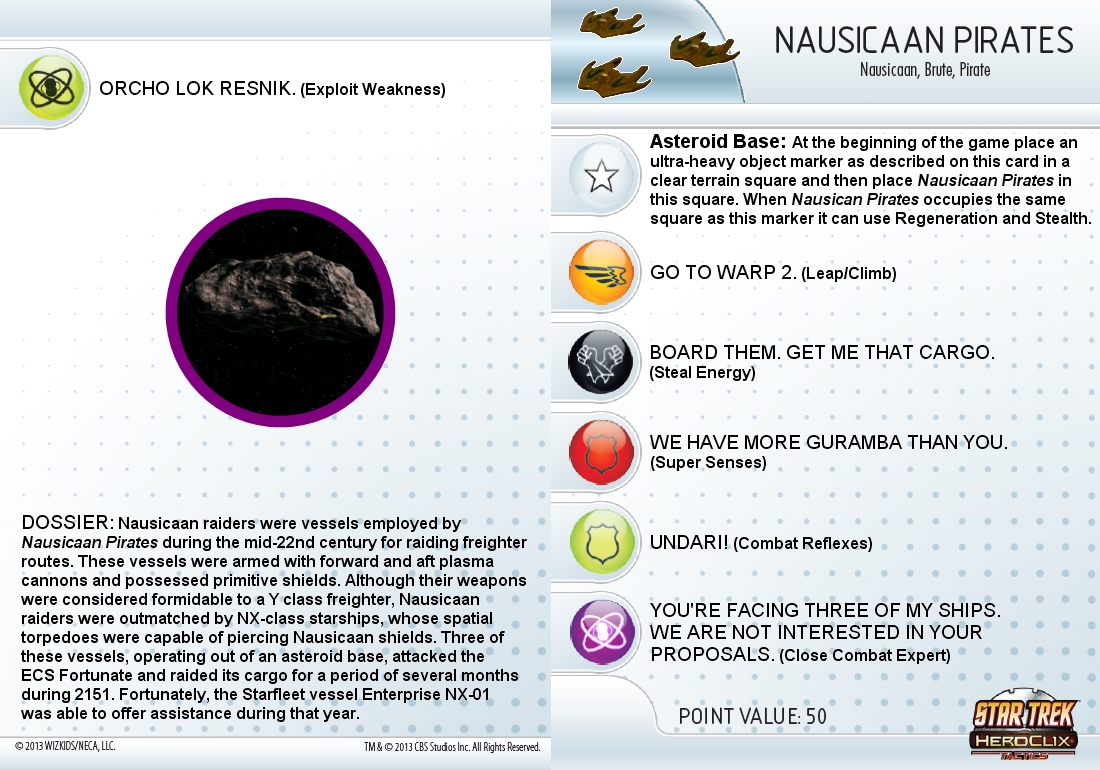 ORCHO LOK RESNIK. (Exploit Weakness)
DOSSIER: Nausicaan raiders were vessels employed by
Nausicaan Pirates during the mid-22nd century for raiding freighter
routes. These vessels were armed with forward and aft plasma
cannons and possessed primitive shields. Although their weapons
were considered formidable to a Y class freighter, Nausicaan
raiders were outmatched by NX-class starships, whose spatial
torpedoes were capable of piercing Nausicaan shields. Three of
these vessels, operating out of an asteroid base, attacked the
ECS Fortunate and raided its cargo for a period of several months
during 2151. Fortunately, the Starfleet vessel Enterprise NX-01
was able to offer assistance during that year.
© 2013 WIZKIDS/NECA, LLC.
TM & © 2013 CBS Studios Inc. All Rights Reserved.
NAUSICAAN PIRATES
Nausicaan, Brute, Pirate
Asteroid Base: At the beginning of the game place an
ultra-heavy object marker as described on this card in a
clear terrain square and then place Nausicaan Pirates in
this square. When Nausican Pirates occupies the same
square as this marker it can use Regeneration and Stealth.
GO TO WARP 2. (Leap/Climb)
BOARD THEM. GET ME THAT CARGO.
(Steal Energy)
WE HAVE MORE GURAMBA THAN YOU.
(Super Senses)
UNDARI! (Combat Reflexes)
YOU'RE FACING THREE OF MY SHIPS.
WE ARE NOT INTERESTED IN YOUR
PROPOSALS. (Close Combat Expert)
POINT VALUE: 50
STAR TREK
HEROCLIX
TACTICS